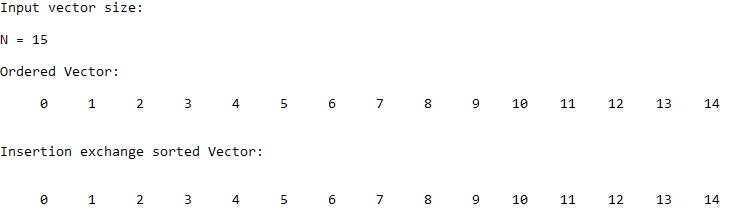 Input vector size:
N = 15
Ordered Vector:
0 1 2 3 4 5 6 7 8 9 10 11 12 13 14
Insertion exchange sorted Vector:
0 1 2 3 4 5 6 7 8 9 10 11 12 13 14